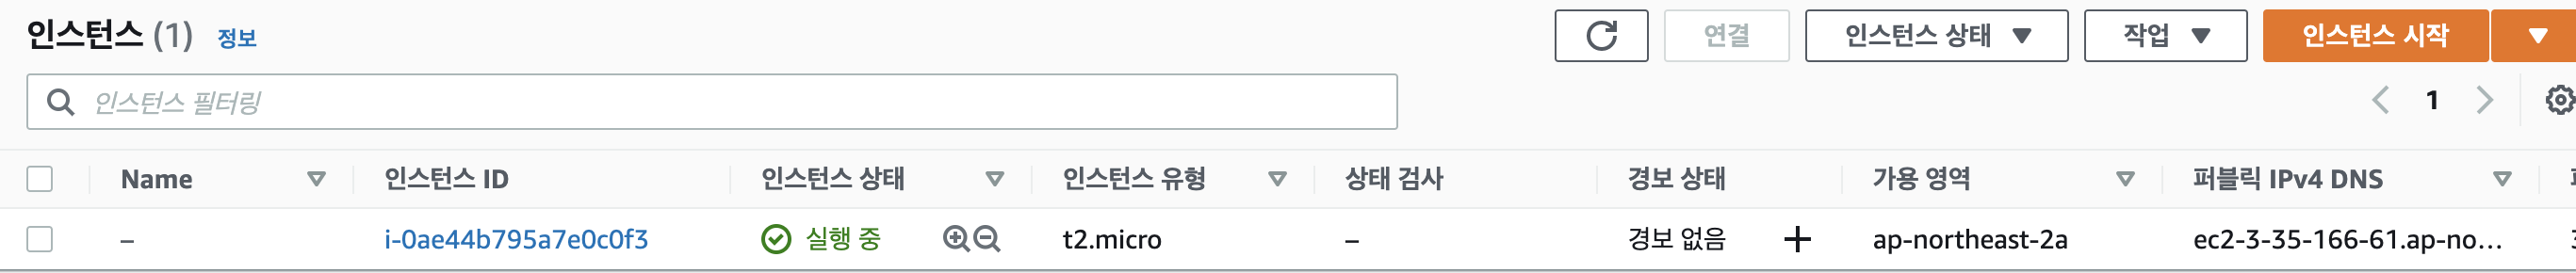 인스턴스 (1) 정보 연결 인스턴스 상태 작업 인스턴스 시작
인스턴스 필터링 1
Name 인스턴스 ID 인스턴스 상태 인스턴스 유형 상태 검사 경보 상태 가용 영역 퍼블릭 IPv4 DNS
– i-0ae44b795a7e0c0f3 실행 중 t2.micro – 경보 없음 ap-northeast-2a ec2-3-35-166-61.ap-no...